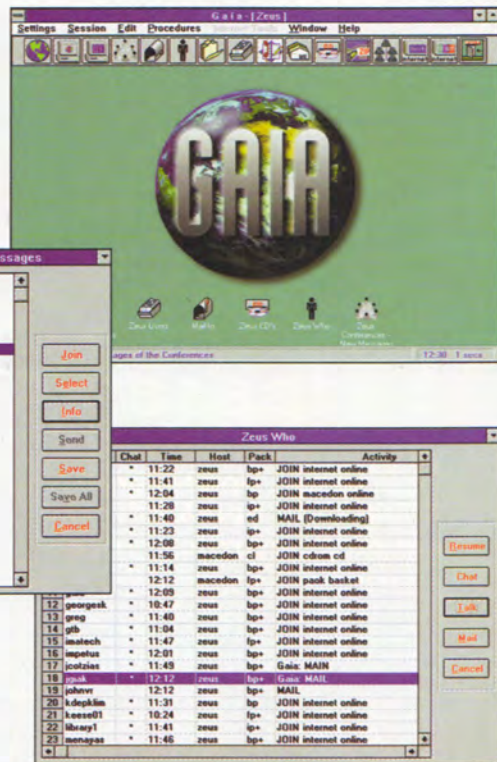 Gaia - [Zeus]
Settings Session Edit Procedures Internet Tools Window Help
GAIA
Zeus Users Mailbox Zeus CD's Zeus Who Zeus Conferences - New Messages
ages of the Conferences 12:30 1 secs
ssages
Join
Select
Info
Send
Save
Save All
Cancel
Zeus Who
Chat Time Host Pack Activity
* 11:22 zeus bp+ JOIN internet online
* 11:41 zeus fp+ JOIN internet online
* 12:04 zeus bp JOIN macedon online
11:28 zeus ip+ JOIN internet online
* 11:40 zeus ed MAIL (Downloading)
* 11:23 zeus ip+ JOIN internet online
* 12:08 zeus bp+ JOIN internet online
11:56 macedon cl JOIN cdrom cd
* 11:14 zeus bp+ JOIN internet online
12:12 macedon fp+ JOIN paok basket
* 12:09 zeus bp+ JOIN internet online
12 georgesk * 10:47 zeus bp+ JOIN internet online
13 greg * 11:40 zeus bp+ JOIN internet online
14 gtb * 11:04 zeus bp+ JOIN internet online
15 imatech * 11:47 zeus fp+ JOIN internet online
16 impetus * 12:01 zeus bp+ JOIN internet online
17 jcotzias * 11:49 zeus bp+ Gaia: MAIN
18 jgiak * 12:12 zeus bp+ Gaia: MAIL
19 johnvr 12:12 zeus bp+ MAIL
20 kdepklim * 11:31 zeus bp JOIN internet online
21 keese01 * 10:24 zeus fp+ JOIN internet online
22 library1 * 11:41 zeus ip+ JOIN internet online
23 menayas * 11:46 zeus bp+ JOIN internet online
Resume
Chat
Talk
Mail
Cancel